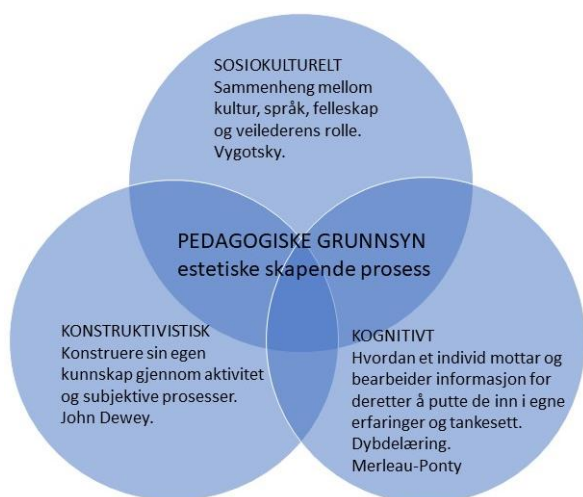 SOSIOKULTURELT
Sammenheng mellom
kultur, språk, felleskap
og veilederens rolle.
Vygotsky.
PEDAGOGISKE GRUNNSYN
estetiske skapende prosess
KONSTRUKTIVISTISK
Konstruere sin egen
kunnskap gjennom aktivitet
og subjektive prosesser.
John Dewey.
KOGNITIVT
Hvordan et individ mottar og
bearbeider informasjon for
deretter å putte de inn i egne
erfaringer og tankesett.
Dybdelæring.
Merleau-Ponty